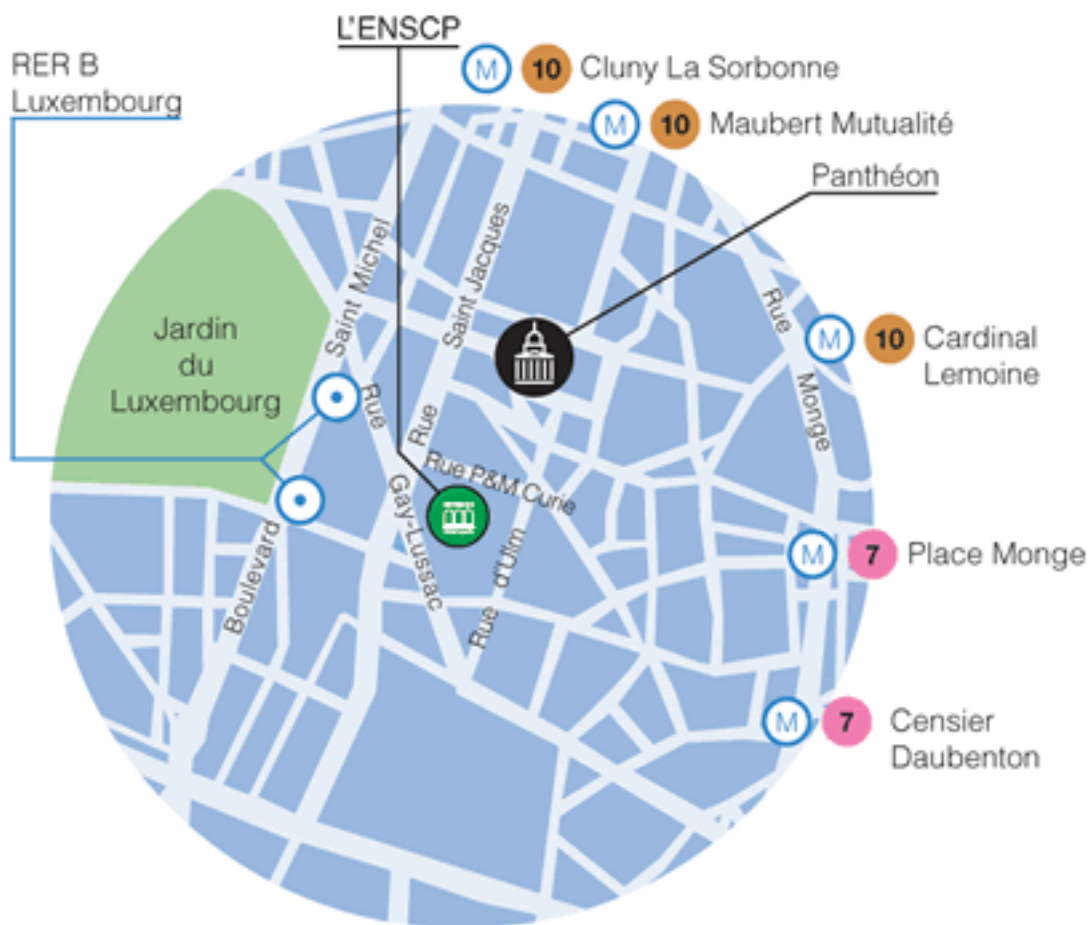 L'ENSCP
RER B
Luxembourg
M 10 Cluny La Sorbonne
M 10 Maubert Mutualité
Panthéon
Jardin
du
Luxembourg
Boulevard Saint Michel
Rue Saint Jacques
Rue Gay-Lussac
Rue P&M Curie
Rue d'Ulm
Rue Monge
M 10 Cardinal
Lemoine
M 7 Place Monge
M 7 Censier
Daubenton